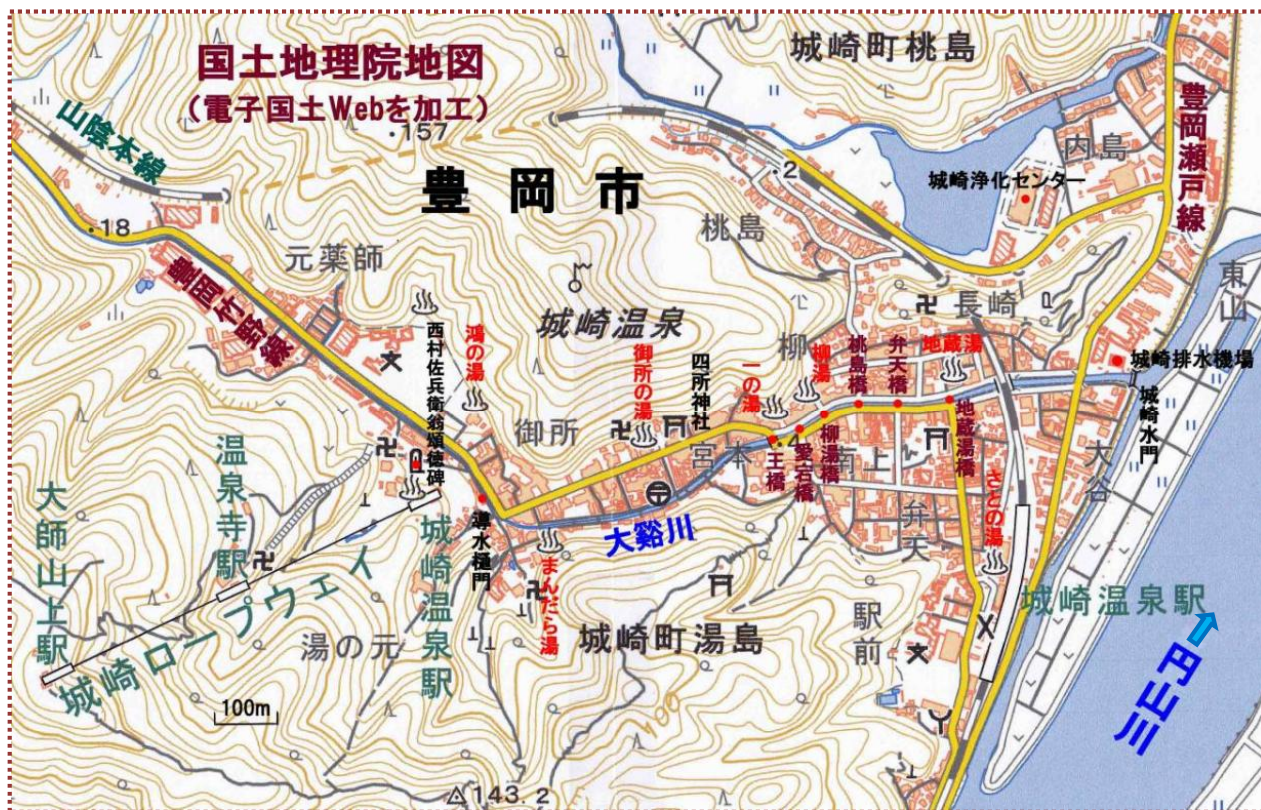 国土地理院地図
（電子国土Webを加工）
城崎町桃島
山陰本線
・157
豊岡市
・2
内島
豊岡瀬戸線
城崎浄化センター
・18
元薬師
桃島
豊岡竹野線
城崎温泉
長崎
東山
西村佐兵衛翁頌徳碑
鴻の湯
御所の湯
四所神社
一の湯
柳
柳湯
桃島橋
弁天橋
地蔵湯
城崎排水機場
御所
宮本
・4
王橋
愛宕橋
柳湯橋
南上
地蔵湯橋
大谷
城崎水門
さとの湯
弁天
温泉寺駅
大師山上駅
城崎ロープウェイ
城崎温泉駅
導水樋門
大谿川
まんだら湯
湯の元
城崎町湯島
駅前
城崎温泉駅
円山川
100m
100
143.2